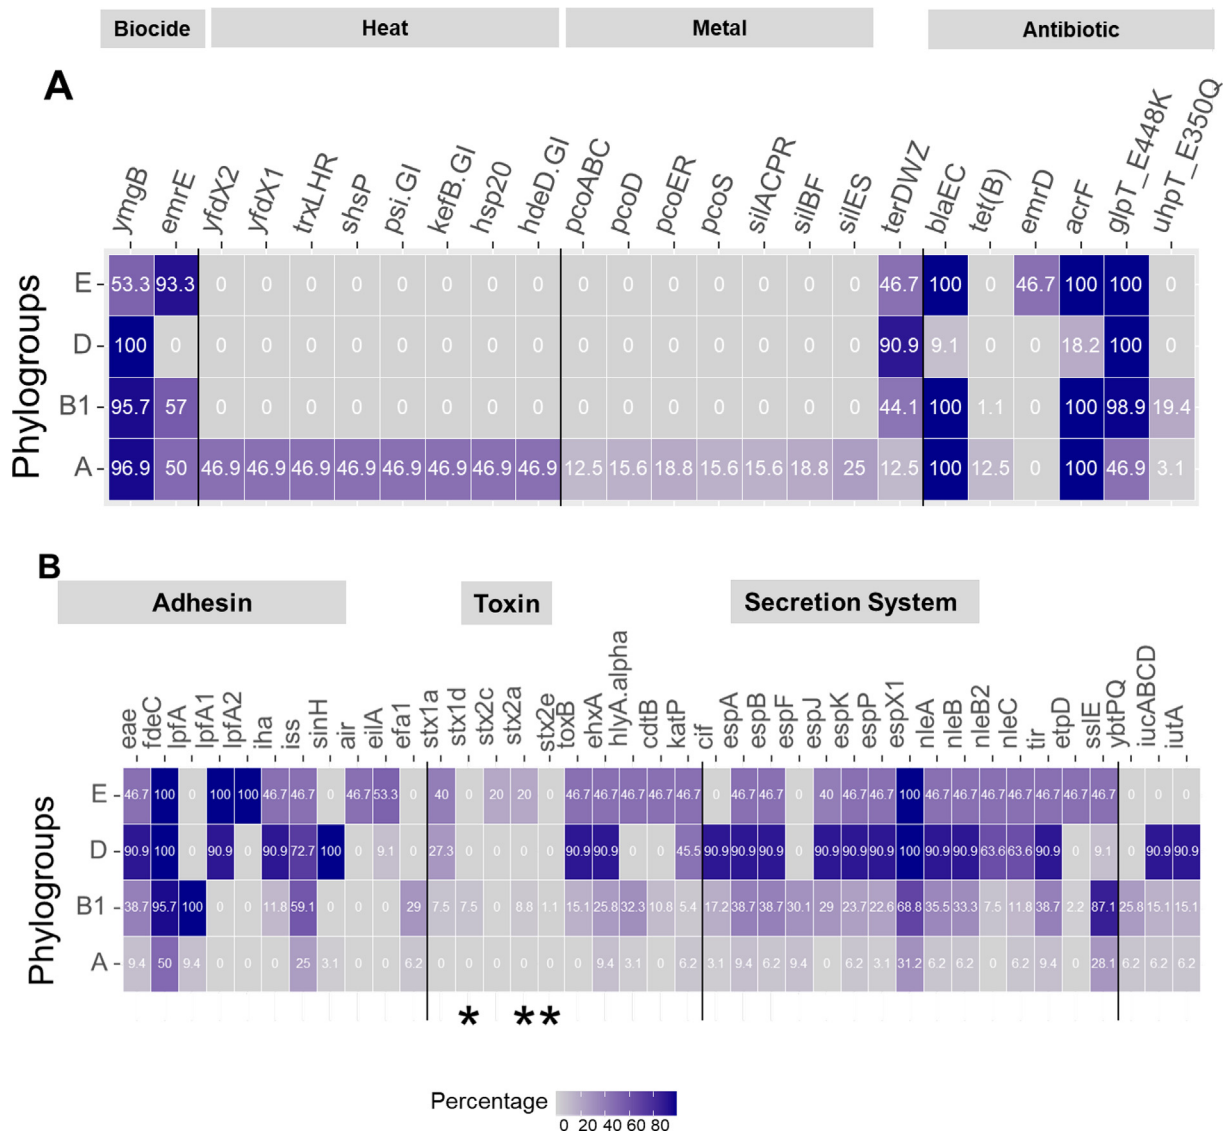 Biocide Heat Metal Antibiotic
A
ymgB emrE yfdX2 yfdX1 trxLHR shsP psi.GI kefB.GI hsp20 hdeD.GI pcoABC pcoD pcoER pcoS silACPR silBF silES terDWZ blaEC tet(B) emrD acrF glpT_E448K uhpT_E350Q
Phylogroups
E 53.3 93.3 0 0 0 0 0 0 0 0 0 0 0 0 0 0 0 46.7 100 0 46.7 100 100 0
D 100 0 0 0 0 0 0 0 0 0 0 0 0 0 0 0 0 90.9 9.1 0 0 18.2 100 0
B1 95.7 57 0 0 0 0 0 0 0 0 0 0 0 0 0 0 0 44.1 100 1.1 0 100 98.9 19.4
A 96.9 50 46.9 46.9 46.9 46.9 46.9 46.9 46.9 46.9 12.5 15.6 18.8 15.6 15.6 18.8 25 12.5 100 12.5 0 100 46.9 3.1
B
Adhesin Toxin Secretion System
eae fdeC lpfA lpfA1 lpfA2 iha iss sinH air eilA efa1 stx1a stx1d stx2c stx2a stx2e toxB ehxA hlyA.alpha cdtB katP cif espA espB espF espJ espK espP espX1 nleA nleB nleB2 nleC tir etpD sslE ybtPQ iucABCD iutA
Phylogroups
E 46.7 100 0 100 100 46.7 46.7 0 46.7 53.3 0 40 0 20 20 0 46.7 46.7 46.7 46.7 46.7 0 46.7 46.7 0 40 46.7 46.7 100 46.7 46.7 46.7 46.7 46.7 46.7 46.7 0 0 0
D 90.9 100 0 90.9 0 90.9 72.7 100 0 9.1 0 27.3 0 0 0 0 90.9 90.9 0 0 45.5 90.9 90.9 90.9 0 90.9 90.9 90.9 100 90.9 90.9 63.6 63.6 90.9 0 9.1 0 90.9 90.9
B1 38.7 95.7 100 0 0 11.8 59.1 0 0 0 29 7.5 7.5 0 8.8 1.1 15.1 25.8 32.3 10.8 5.4 17.2 38.7 38.7 30.1 29 23.7 22.6 68.8 35.5 33.3 7.5 11.8 38.7 2.2 87.1 25.8 15.1 15.1
A 9.4 50 9.4 0 0 0 25 3.1 0 0 6.2 0 0 0 0 0 0 9.4 3.1 0 6.2 3.1 9.4 6.2 9.4 0 6.2 3.1 31.2 6.2 6.2 0 6.2 9.4 0 28.1 6.2 6.2 6.2
* * *
Percentage
0 20 40 60 80